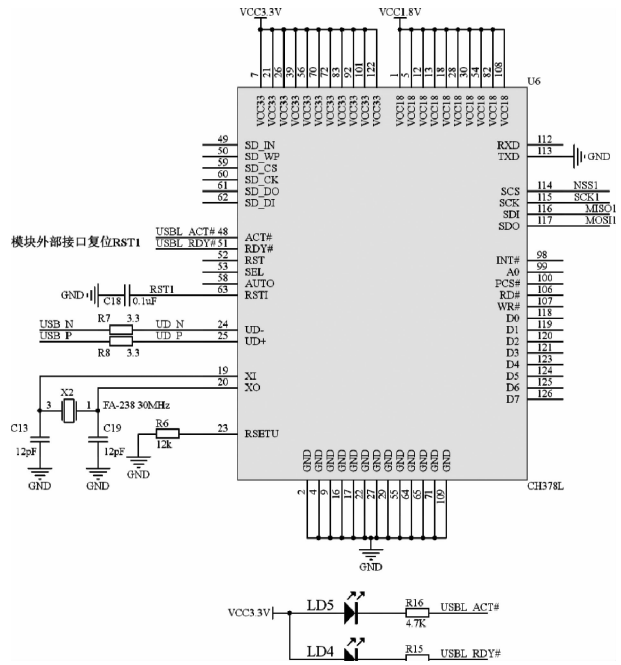 VCC3.3V VCC1.8V
7 21 26 39 56 70 72 83 92 101 122 1 5 12 13 18 28 30 54 82 108
U6
VCC33 VCC33 VCC33 VCC33 VCC33 VCC33 VCC33 VCC33 VCC33 VCC33 VCC33 VCC18 VCC18 VCC18 VCC18 VCC18 VCC18 VCC18 VCC18 VCC18 VCC18
49 SD_IN
50 SD_WP
59 SD_CS
60 SD_CK
61 SD_DO
62 SD_DI
RXD 112
TXD 113 GND
SCS 114 NSS1
SCK 115 SCK1
SDI 116 MISO1
SDO 117 MOSI1
模块外部接口复位RST1
USBL_ACT# 48 ACT#
USBL_RDY# 51 RDY#
52 RST
53 SEL
58 AUTO
GND C18 0.1uF RST1 63 RSTI
INT# 98
A0 99
PCS# 100
RD# 106
WR# 107
D0 118
D1 119
D2 120
D3 121
D4 123
D5 124
D6 125
D7 126
USB_N R7 3.3 UD_N 24 UD-
USB_P R8 3.3 UD_P 25 UD+
19 XI
20 XO
3 X2 1 FA-238 30MHz
C13 12pF C19 12pF
GND GND
R6 12k 23 RSETU
GND
GND GND GND GND GND GND GND GND GND GND GND GND GND
2 4 9 16 17 22 27 29 55 64 65 71 109
CH378L
GND
VCC3.3V LD5 R16 4.7K USBL_ACT#
LD4 R15 USBL_RDY#